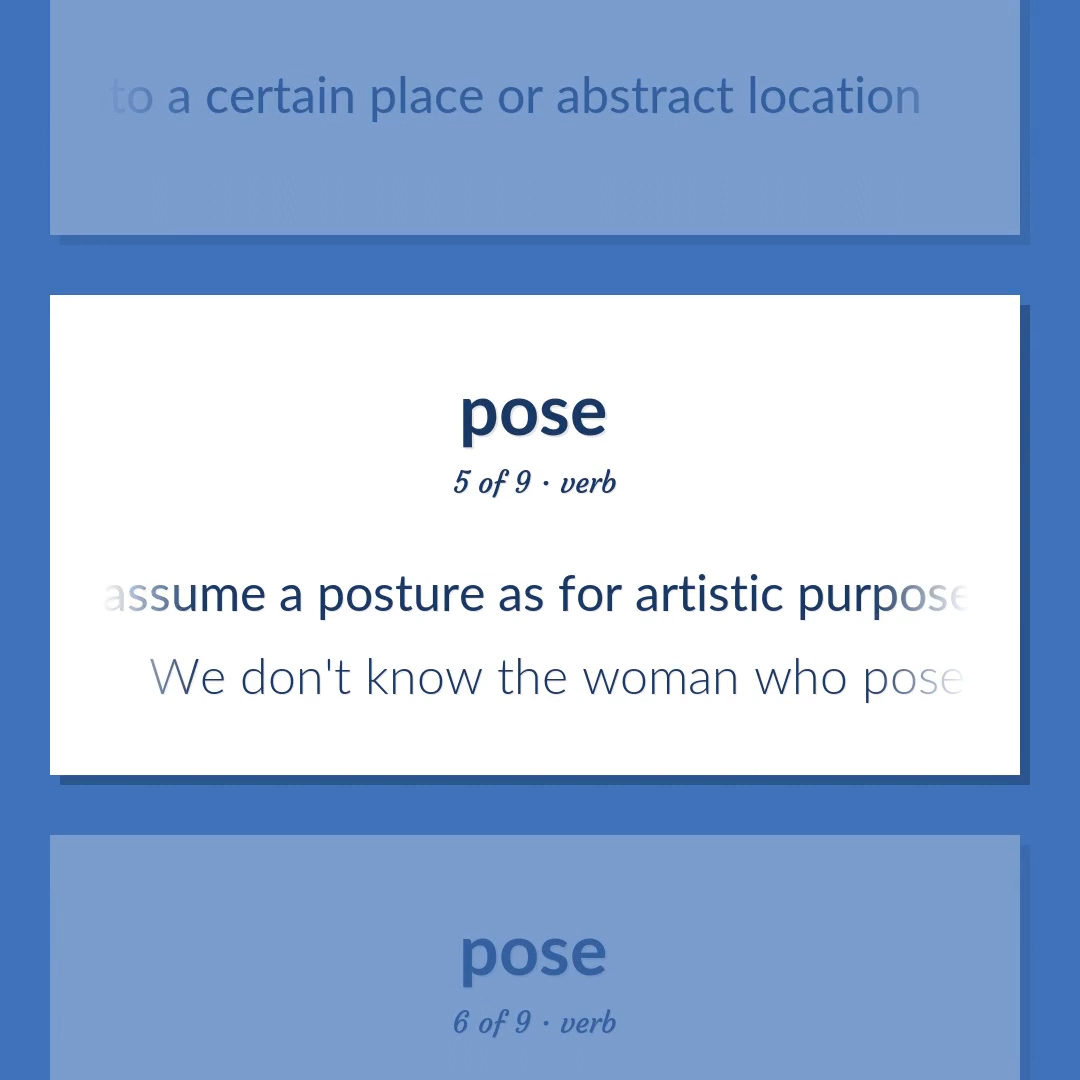 to a certain place or abstract location
pose
5 of 9 · verb
assume a posture as for artistic purpose
We don't know the woman who pose
pose
6 of 9 · verb